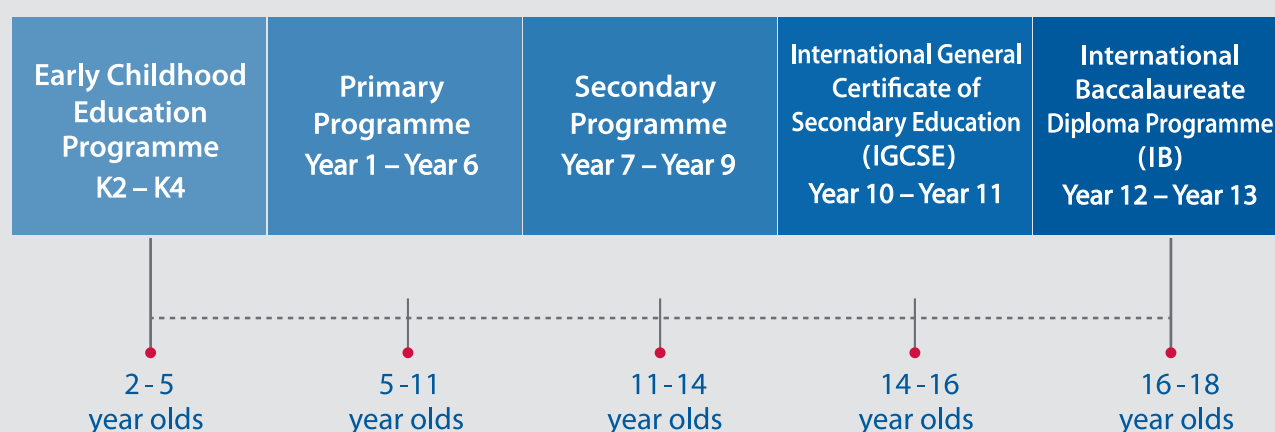 Early Childhood
Education
Programme
K2 – K4
Primary
Programme
Year 1 – Year 6
Secondary
Programme
Year 7 – Year 9
International General
Certificate of
Secondary Education
(IGCSE)
Year 10 – Year 11
International
Baccalaureate
Diploma Programme
(IB)
Year 12 – Year 13
2 - 5
year olds
5 -11
year olds
11-14
year olds
14 -16
year olds
16 -18
year olds